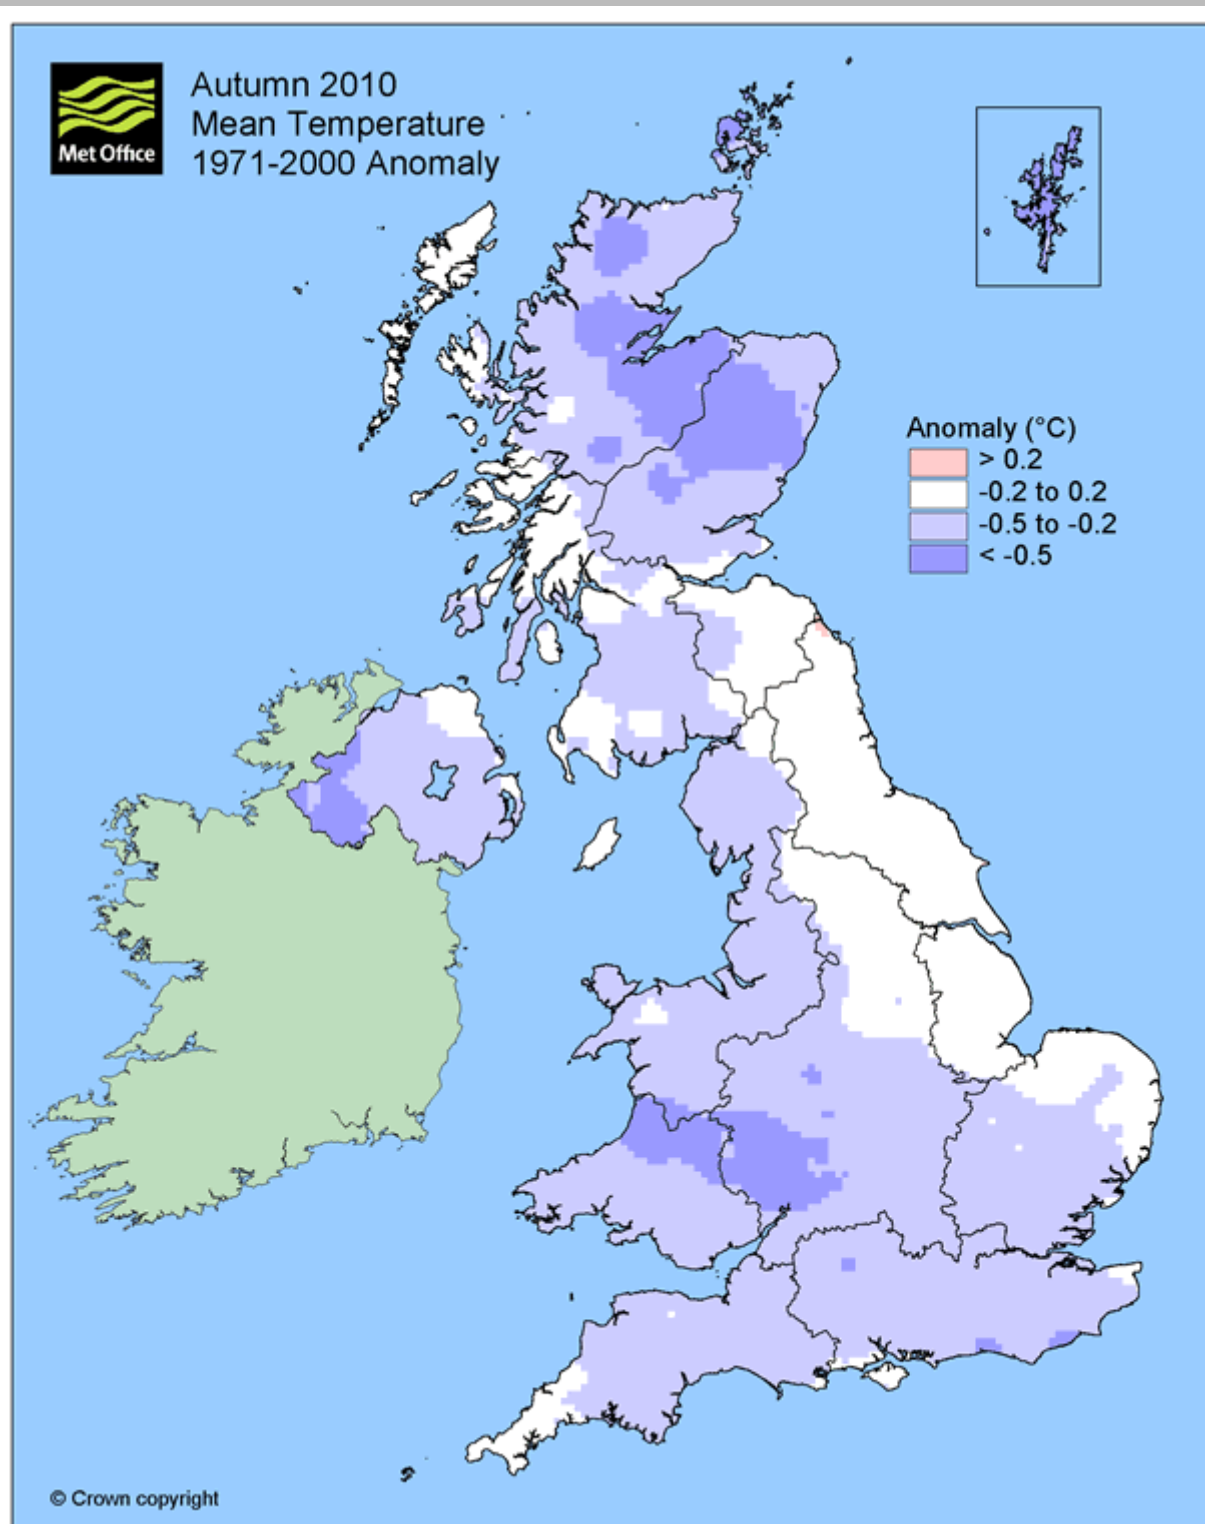 Met Office
Autumn 2010
Mean Temperature
1971-2000 Anomaly
Anomaly (°C)
> 0.2
-0.2 to 0.2
-0.5 to -0.2
< -0.5
© Crown copyright